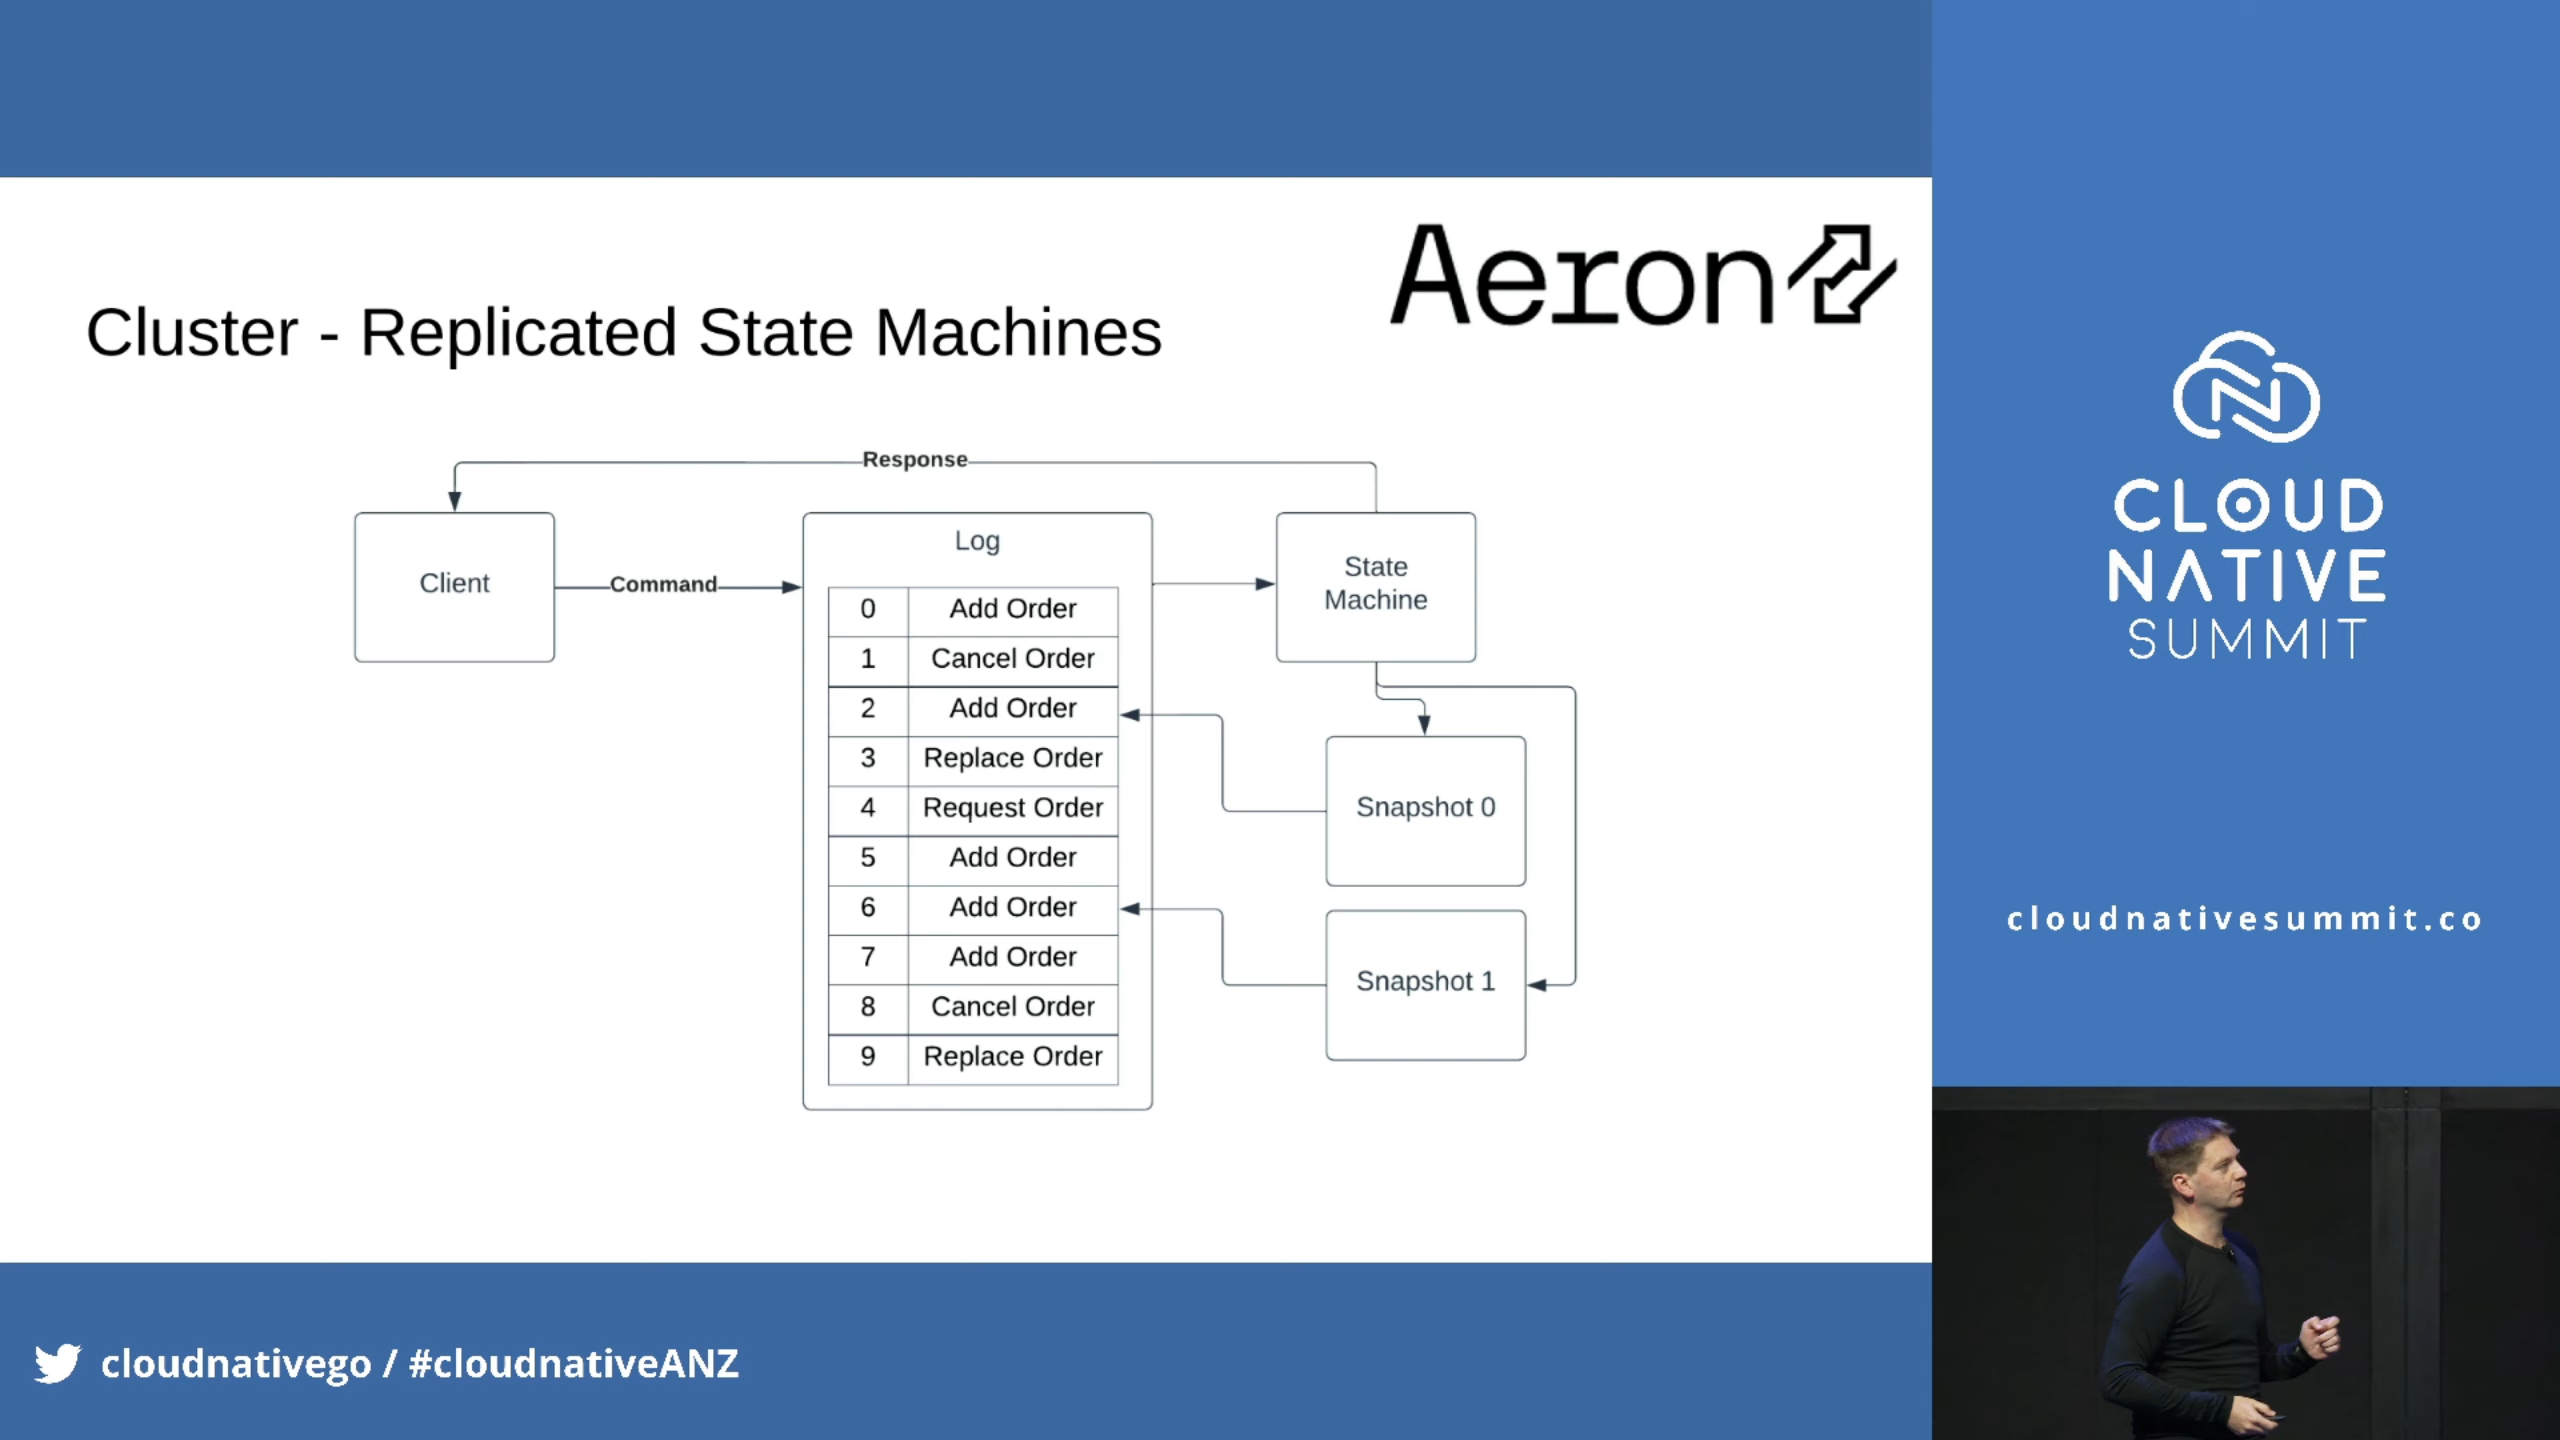 Aeron
Cluster - Replicated State Machines
Response
Client
Command
Log
0 Add Order
1 Cancel Order
2 Add Order
3 Replace Order
4 Request Order
5 Add Order
6 Add Order
7 Add Order
8 Cancel Order
9 Replace Order
State
Machine
Snapshot 0
Snapshot 1
CLOUD
NATIVE
SUMMIT
cloudnativesummit.co
cloudnativego / #cloudnativeANZ